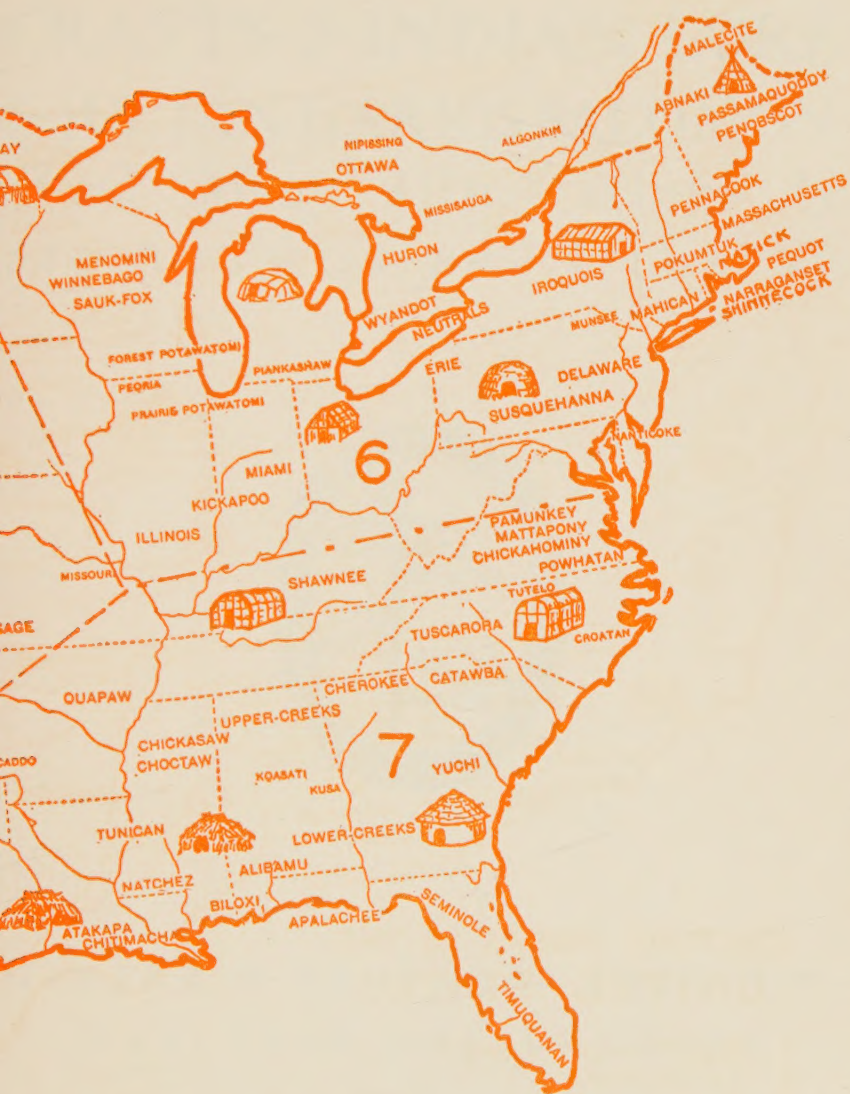 MALECITE
ABNAKI
PASSAMAQUODDY
PENOBSCOT
NIPISSING
ALGONKIN
OTTAWA
AY
MISSISAUGA
PENNACOOK
MASSACHUSETTS
HURON
MENOMINI
WINNEBAGO
SAUK-FOX
IROQUOIS
POKUMTUK
NATICK
PEQUOT
NARRAGANSET
SHINNECOCK
MAHICAN
MUNSEE
WYANDOT
NEUTRALS
FOREST POTAWATOMI
PIANKASHAW
ERIE
DELAWARE
PEORIA
PRAIRIE POTAWATOMI
SUSQUEHANNA
NANTICOKE
6
MIAMI
KICKAPOO
ILLINOIS
PAMUNKEY
MATTAPONY
CHICKAHOMINY
POWHATAN
MISSOURI
SHAWNEE
TUTELO
SAGE
TUSCARORA
CROATAN
QUAPAW
CHEROKEE
CATAWBA
UPPER-CREEKS
CHICKASAW
CHOCTAW
7
CADDO
KOASATI
KUSA
YUCHI
TUNICAN
LOWER-CREEKS
ALIBAMU
NATCHEZ
BILOXI
APALACHEE
SEMINOLE
ATAKAPA
CHITIMACHA
TIMUQUANAN